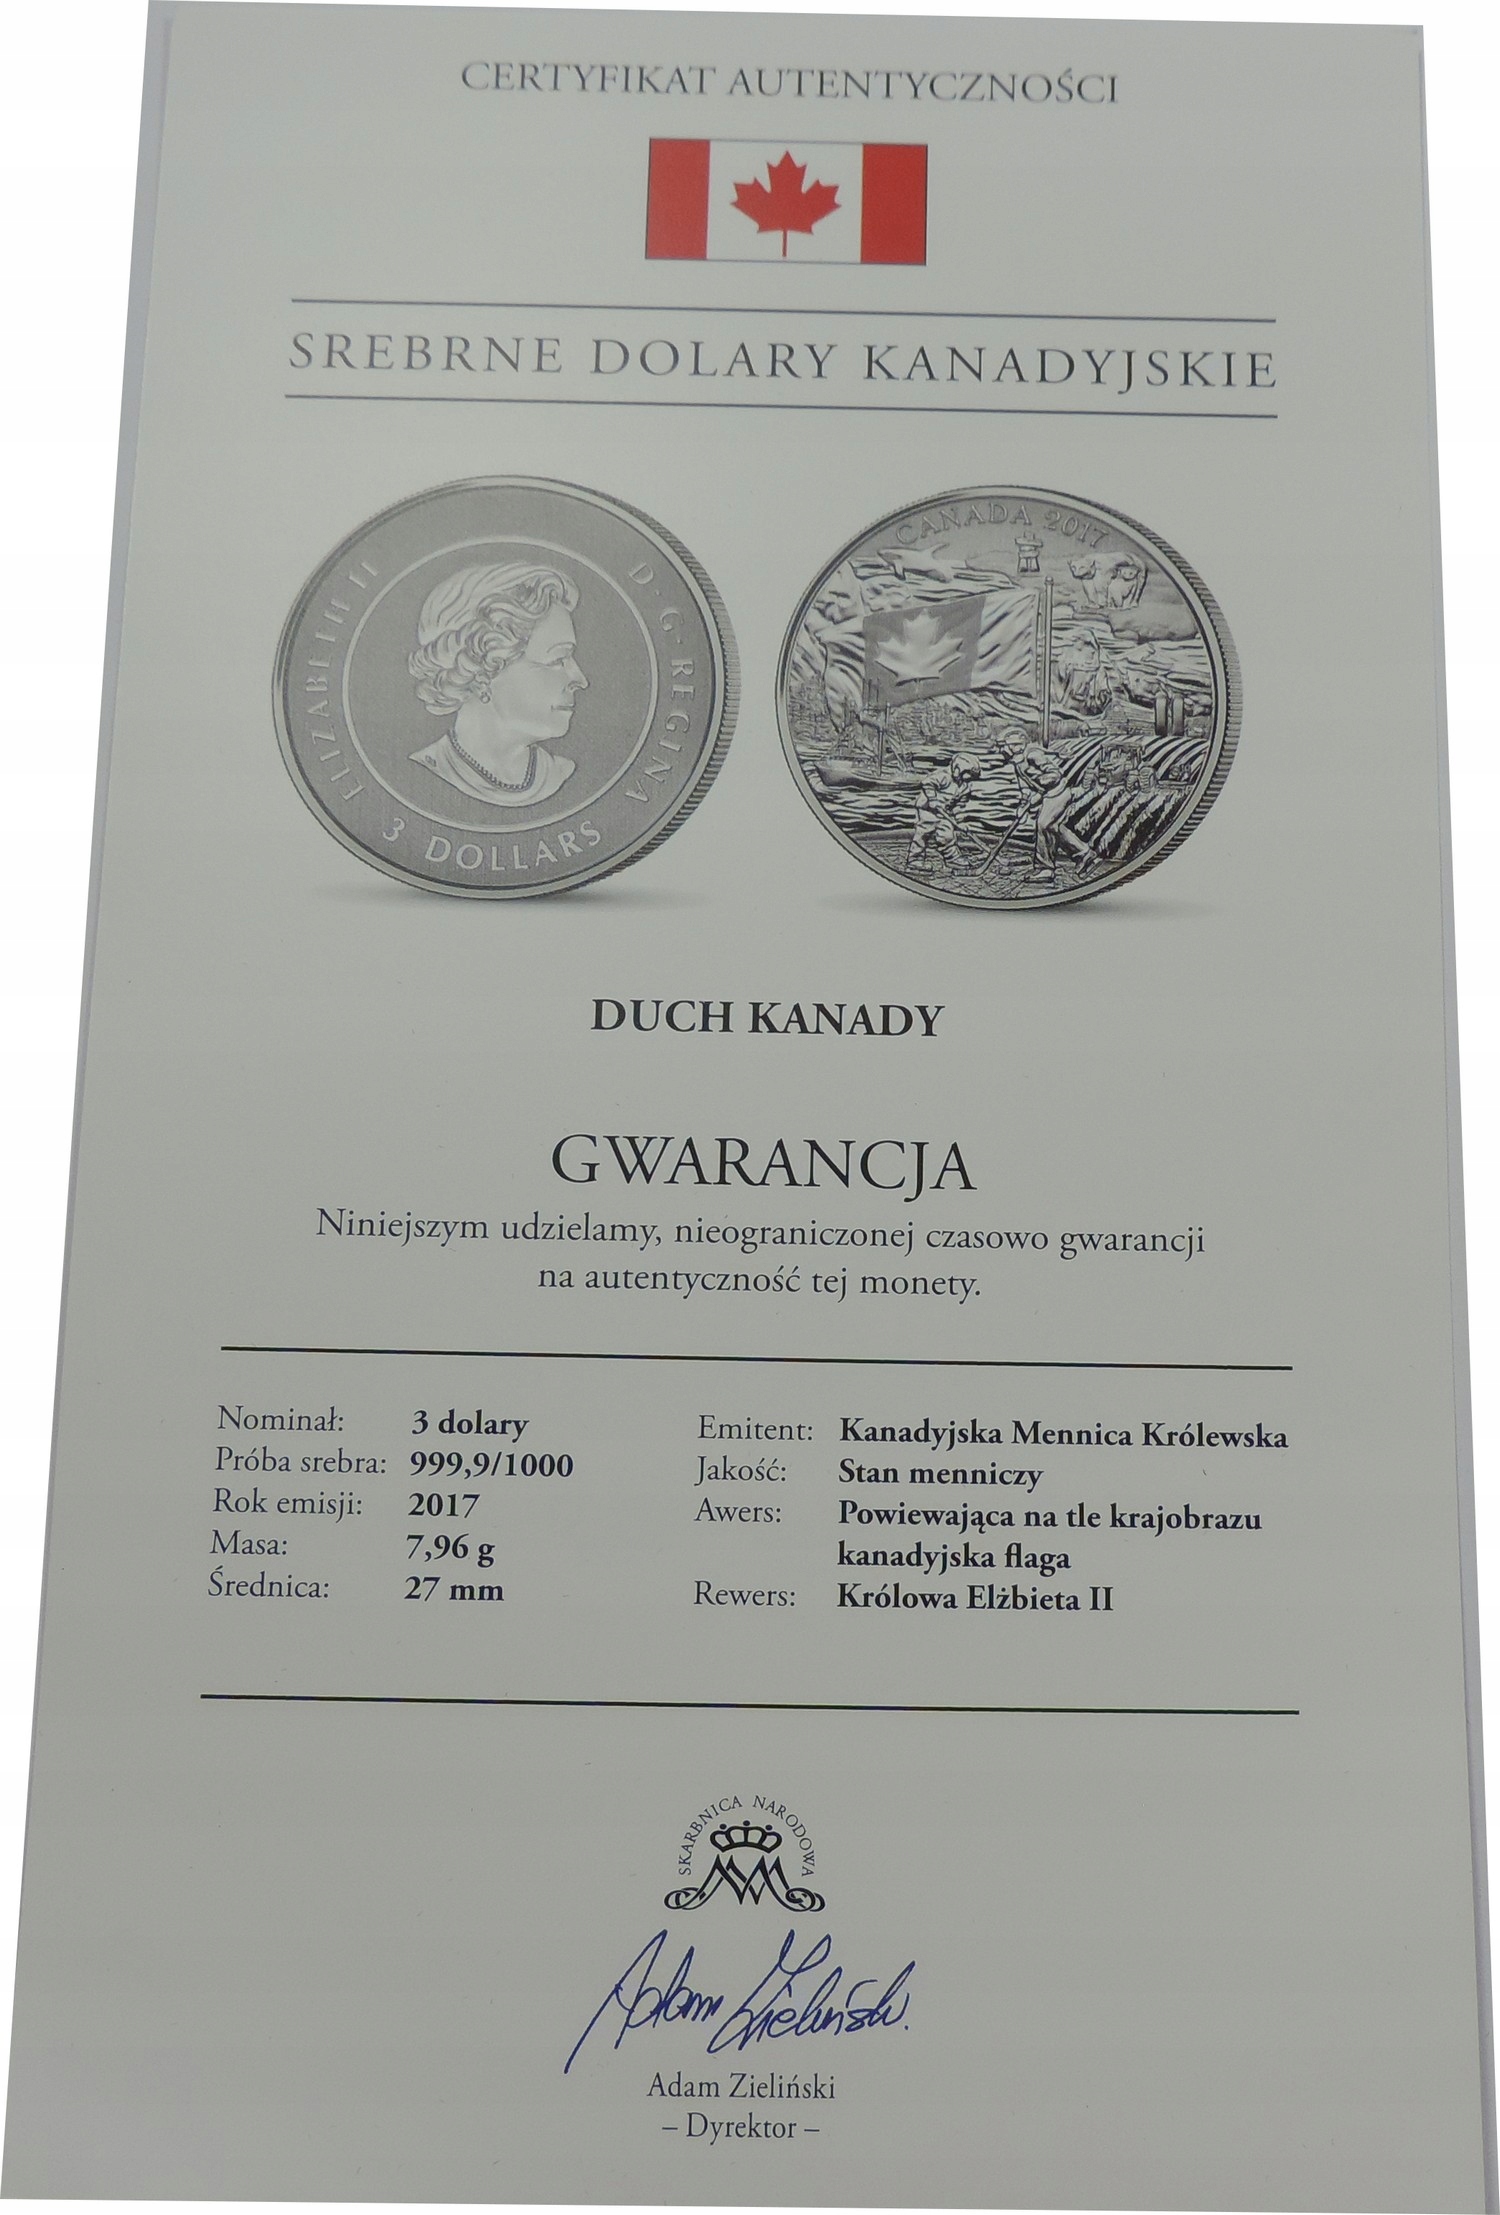 CERTYFIKAT AUTENTYCZNOŚCI
SREBRNE DOLARY KANADYJSKIE
ELIZABETH II D·G·REGINA
3 DOLLARS
CANADA 2017
DUCH KANADY
GWARANCJA
Niniejszym udzielamy, nieograniczonej czasowo gwarancji
na autentyczność tej monety.
Nominał: 3 dolary
Próba srebra: 999,9/1000
Rok emisji: 2017
Masa: 7,96 g
Średnica: 27 mm
Emitent: Kanadyjska Mennica Królewska
Jakość: Stan menniczy
Awers: Powiewająca na tle krajobrazu
kanadyjska flaga
Rewers: Królowa Elżbieta II
SKARBNICA NARODOWA
Adam Zieliński.
Adam Zieliński
– Dyrektor –